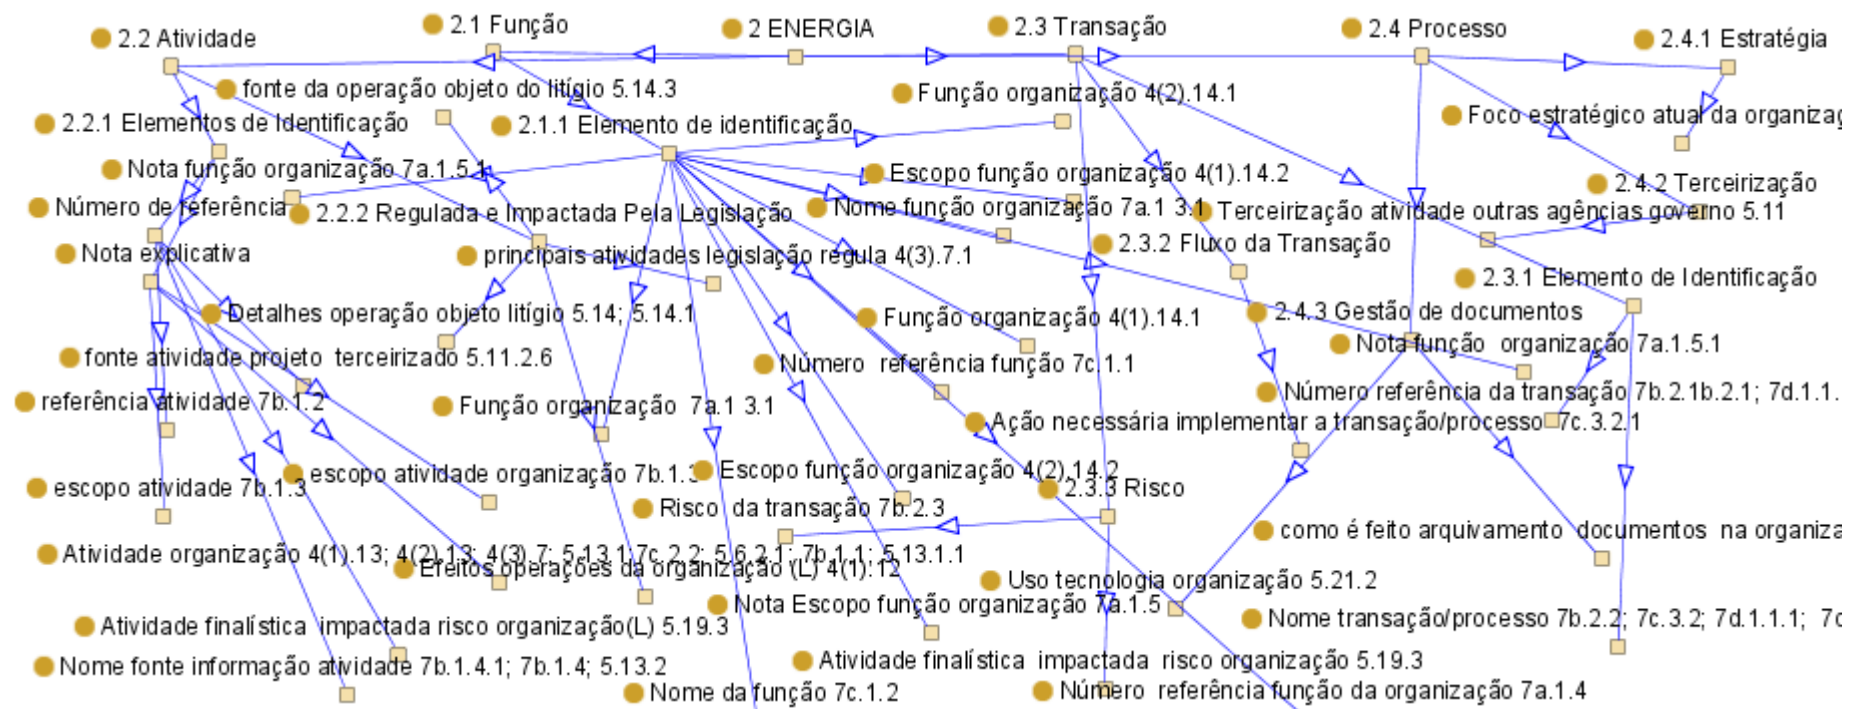 2.2 Atividade
2.1 Função
2 ENERGIA
2.3 Transação
2.4 Processo
2.4.1 Estratégia
fonte da operação objeto do litígio 5.14.3
Função organização 4(2).14.1
Foco estratégico atual da organizaç
2.2.1 Elementos de Identificação
2.1.1 Elemento de identificação
Nota função organização 7a.1.5.1
Escopo função organização 4(1).14.2
2.4.2 Terceirização
Número de referência
2.2.2 Regulada e Impactada Pela Legislação
Nome função organização 7a.1 3.1
Terceirização atividade outras agências governo 5.11
Nota explicativa
principais atividades legislação regula 4(3).7.1
2.3.2 Fluxo da Transação
2.3.1 Elemento de Identificação
Detalhes operação objeto litígio 5.14; 5.14.1
Função organização 4(1).14.1
2.4.3 Gestão de documentos
fonte atividade projeto terceirizado 5.11.2.6
Número referência função 7c.1.1
Nota função organização 7a.1.5.1
referência atividade 7b.1.2
Função organização 7a.1 3.1
Número referência da transação 7b.2.1b.2.1; 7d.1.1.
Ação necessária implementar a transação/processo 7c.3.2.1
escopo atividade 7b.1.3
escopo atividade organização 7b.1.3
Escopo função organização 4(2).14.2
2.3.3 Risco
Risco da transação 7b.2.3
como é feito arquivamento documentos na organiza
Atividade organização 4(1).13; 4(2).13; 4(3).7; 5.13.1;7c.2.2; 5.6.2.1; 7b.1.1; 5.13.1.1
Efeitos operações da organização (L) 4(1).12
Uso tecnologia organização 5.21.2
Nota Escopo função organização 7a.1.5
Nome transação/processo 7b.2.2; 7c.3.2; 7d.1.1.1; 7c
Atividade finalística impactada risco organização(L) 5.19.3
Nome fonte informação atividade 7b.1.4.1; 7b.1.4; 5.13.2
Atividade finalística impactada risco organização 5.19.3
Nome da função 7c.1.2
Número referência função da organização 7a.1.4